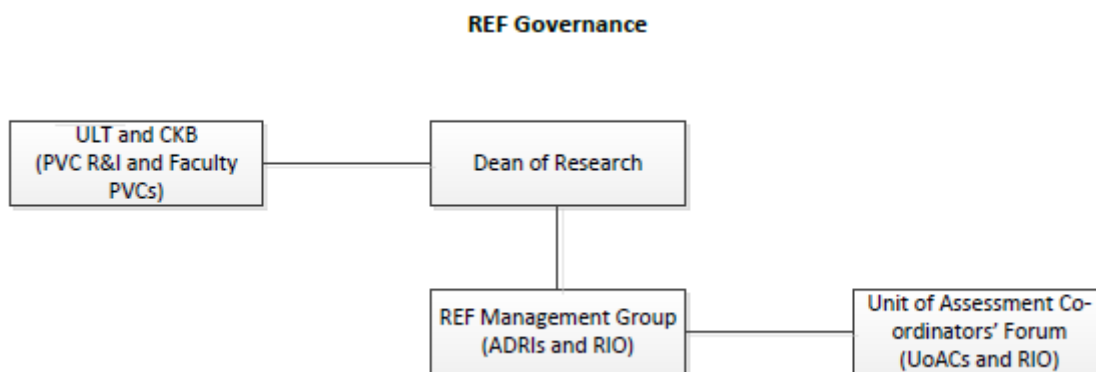 REF Governance
ULT and CKB
(PVC R&I and Faculty
PVCs)
Dean of Research
REF Management Group
(ADRIs and RIO)
Unit of Assessment Co-
ordinators’ Forum
(UoACs and RIO)